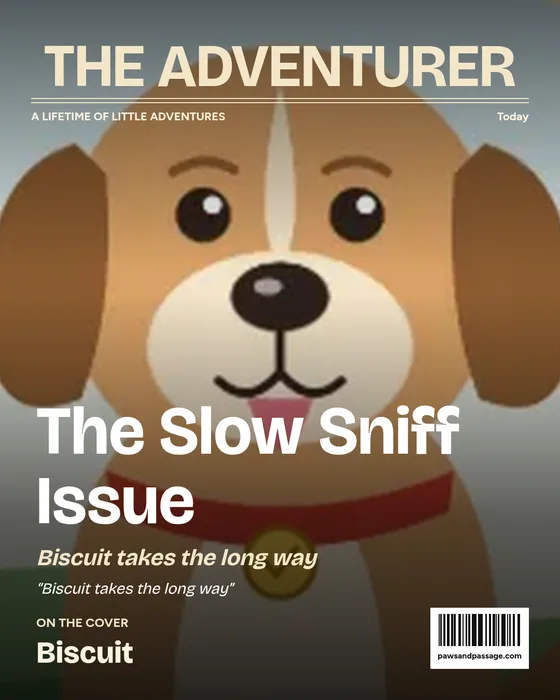 THE ADVENTURER
A LIFETIME OF LITTLE ADVENTURES
Today
The Slow Sniff
Issue
Biscuit takes the long way
“Biscuit takes the long way”
ON THE COVER
Biscuit
pawsandpassage.com